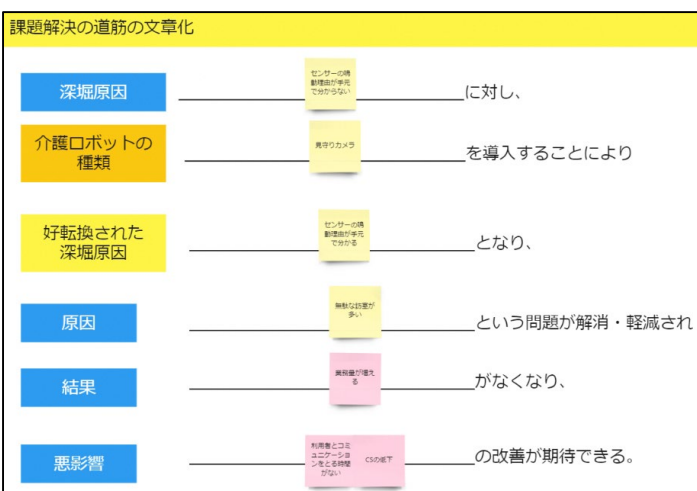 課題解決の道筋の文章化
深堀原因
センサーの鳴
動理由が手元
で分からない
に対し、
介護ロボットの
種類
見守りカメラ
を導入することにより
好転換された
深堀原因
センサーの鳴
動理由が手元
で分かる
となり、
原因
無駄な訪室が
多い
という問題が解消・軽減され
結果
業務量が増え
る
がなくなり、
悪影響
利用者とコミ
ュニケーショ
ンをとる時間
がない
CSの低下
の改善が期待できる。